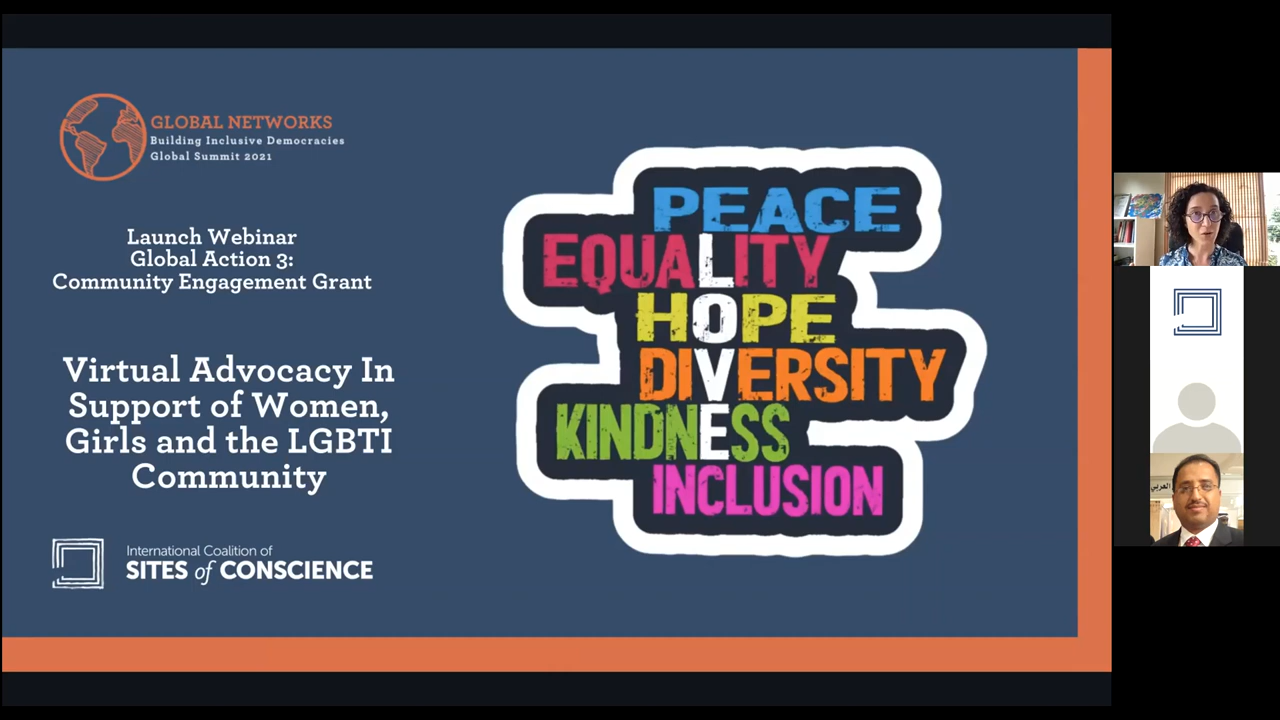 GLOBAL NETWORKS
Building Inclusive Democracies
Global Summit 2021
Launch Webinar
Global Action 3:
Community Engagement Grant
Virtual Advocacy In
Support of Women,
Girls and the LGBTI
Community
International Coalition of
SITES of CONSCIENCE
PEACE
EQUALITY
HOPE
DIVERSITY
KINDNESS
INCLUSION
العربي